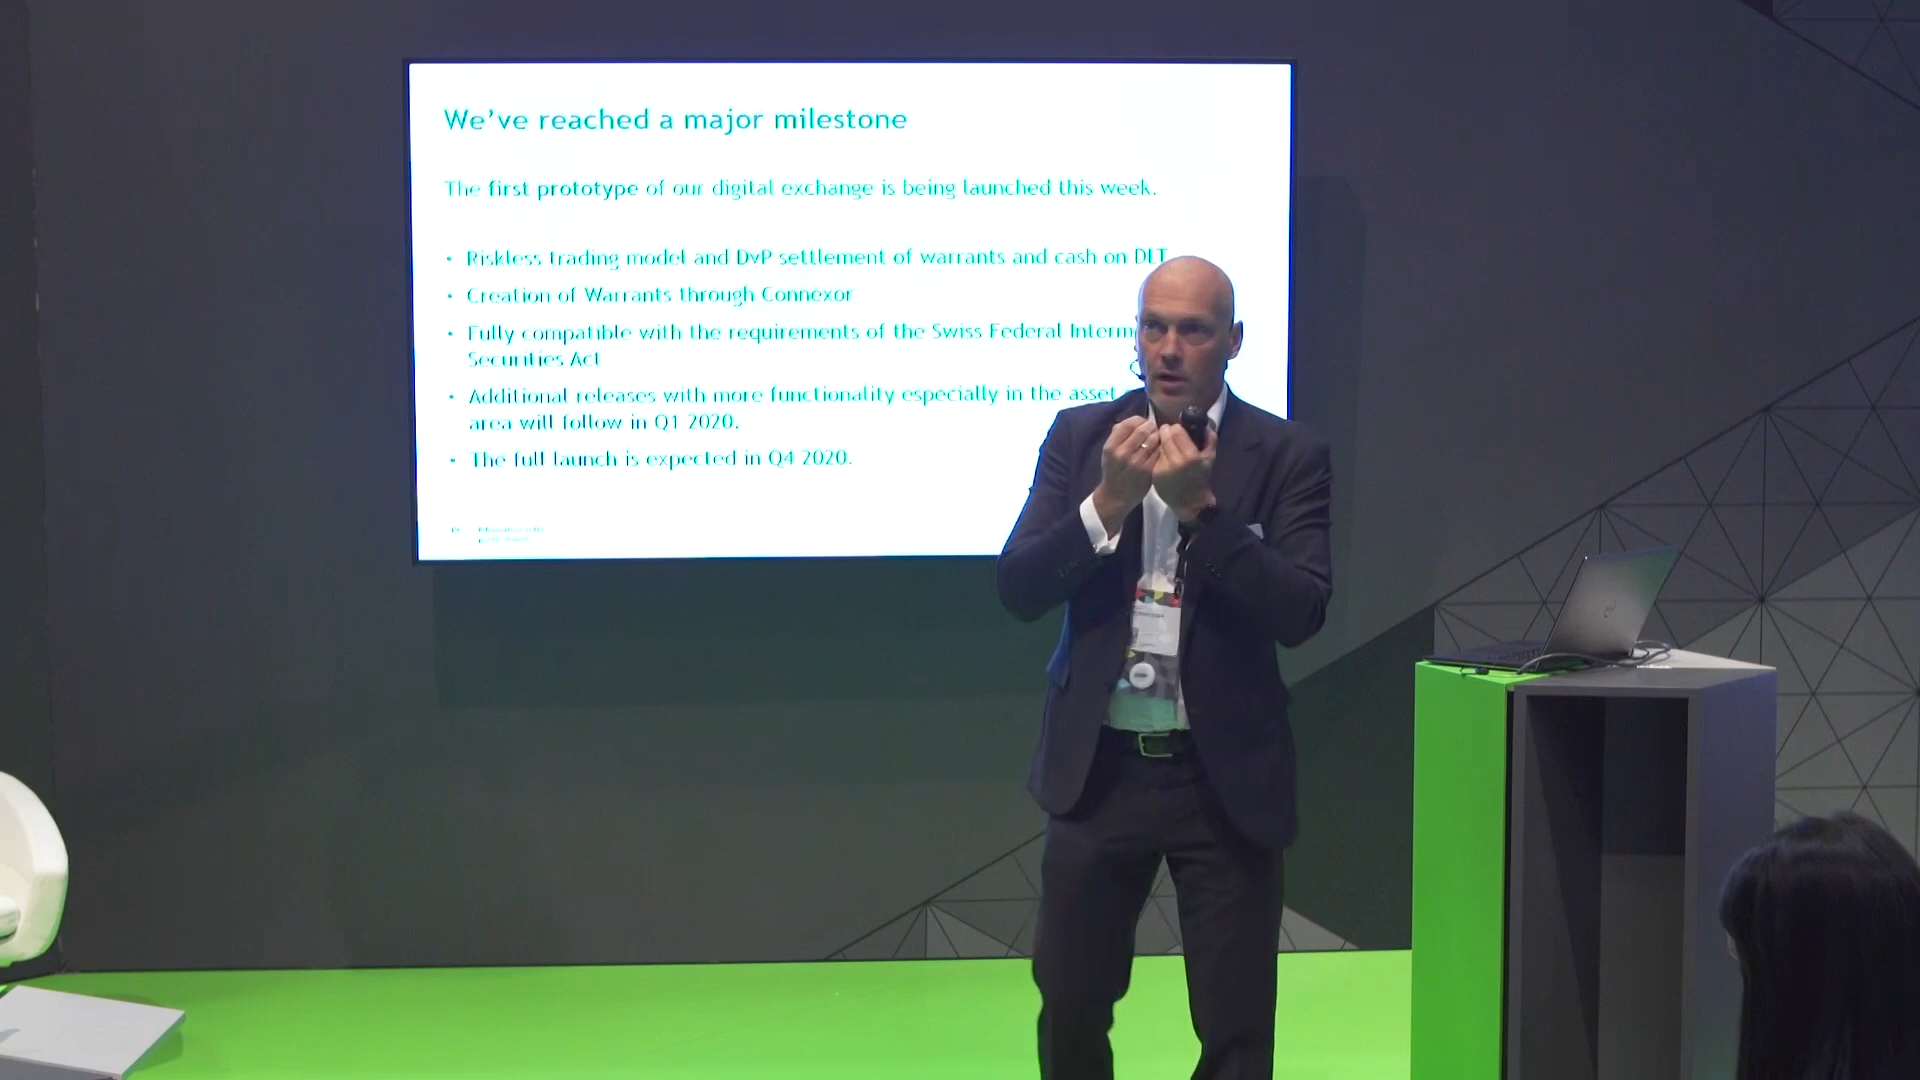 We've reached a major milestone
The first prototype of our digital exchange is being launched this week.
• Riskless trading model and DvP settlement of warrants and cash on DLT
• Creation of Warrants through Connexor
• Fully compatible with the requirements of the Swiss Federal Interm
Securities Act
• Additional releases with more functionality especially in the asset
area will follow in Q1 2020.
• The full launch is expected in Q4 2020.